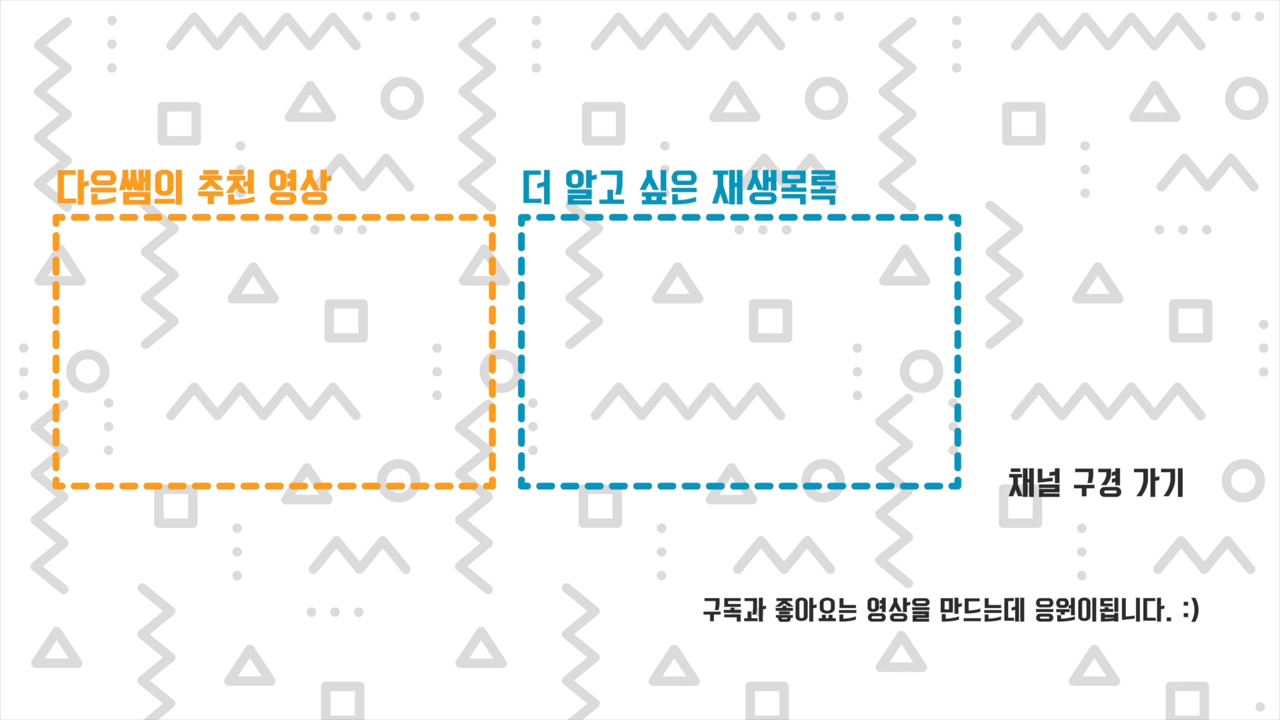 다은쌤의 추천 영상
더 알고 싶은 재생목록
채널 구경 가기
구독과 좋아요는 영상을 만드는데 응원이됩니다. :)